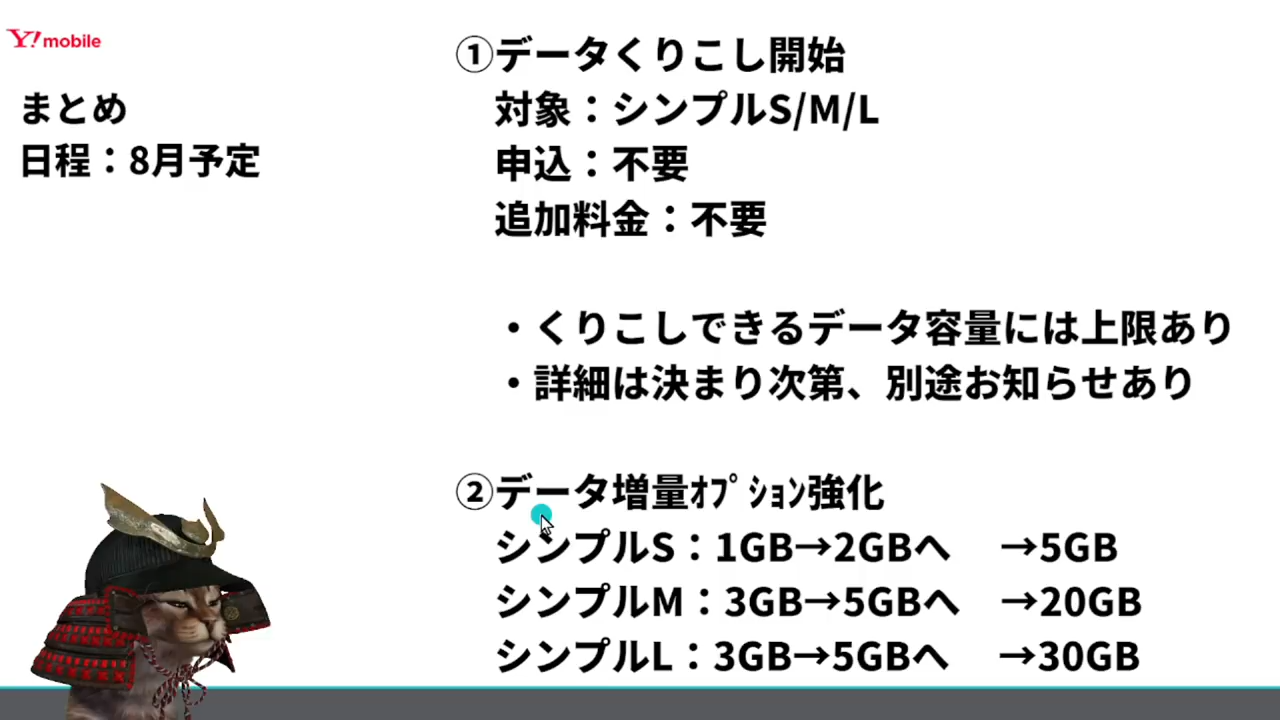 Y! mobile
まとめ
日程：8月予定
①データくりこし開始
対象：シンプルS/M/L
申込：不要
追加料金：不要
・くりこしできるデータ容量には上限あり
・詳細は決まり次第、別途お知らせあり
②データ増量ｵﾌﾟｼｮﾝ強化
シンプルS：1GB→2GBへ →5GB
シンプルM：3GB→5GBへ →20GB
シンプルL：3GB→5GBへ →30GB